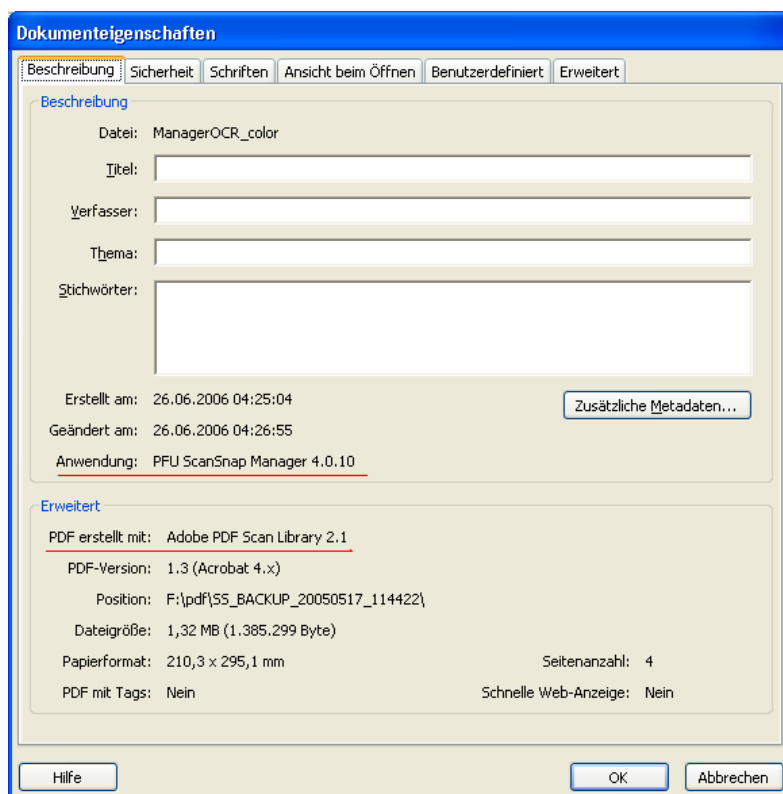 Dokumenteigenschaften
Beschreibung Sicherheit Schriften Ansicht beim Öffnen Benutzerdefiniert Erweitert
Beschreibung
Datei: ManagerOCR_color
Titel:
Verfasser:
Thema:
Stichwörter:
Erstellt am: 26.06.2006 04:25:04
Zusätzliche Metadaten...
Geändert am: 26.06.2006 04:26:55
Anwendung: PFU ScanSnap Manager 4.0.10
Erweitert
PDF erstellt mit: Adobe PDF Scan Library 2.1
PDF-Version: 1.3 (Acrobat 4.x)
Position: F:\pdf\SS_BACKUP_20050517_114422\
Dateigröße: 1,32 MB (1.385.299 Byte)
Papierformat: 210,3 x 295,1 mm Seitenanzahl: 4
PDF mit Tags: Nein Schnelle Web-Anzeige: Nein
Hilfe OK Abbrechen